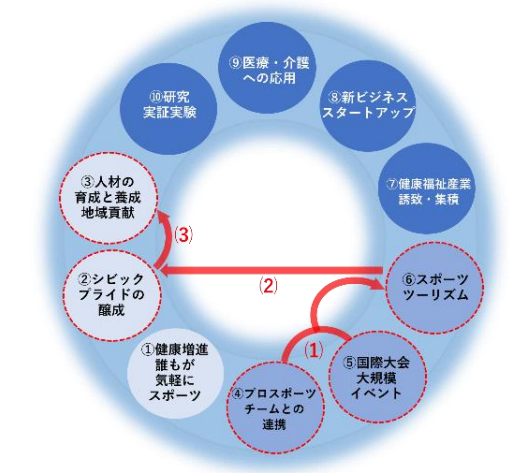 ⑨医療・介護
への応用
⑩研究
実証実験
⑧新ビジネス
スタートアップ
③人材の
育成と養成
地域貢献
⑦健康福祉産業
誘致・集積
(3)
②シビック
プライドの
醸成
(2)
⑥スポーツ
ツーリズム
①健康増進
誰もが
気軽に
スポーツ
(1)
⑤国際大会
大規模
イベント
④プロスポーツ
チームとの
連携